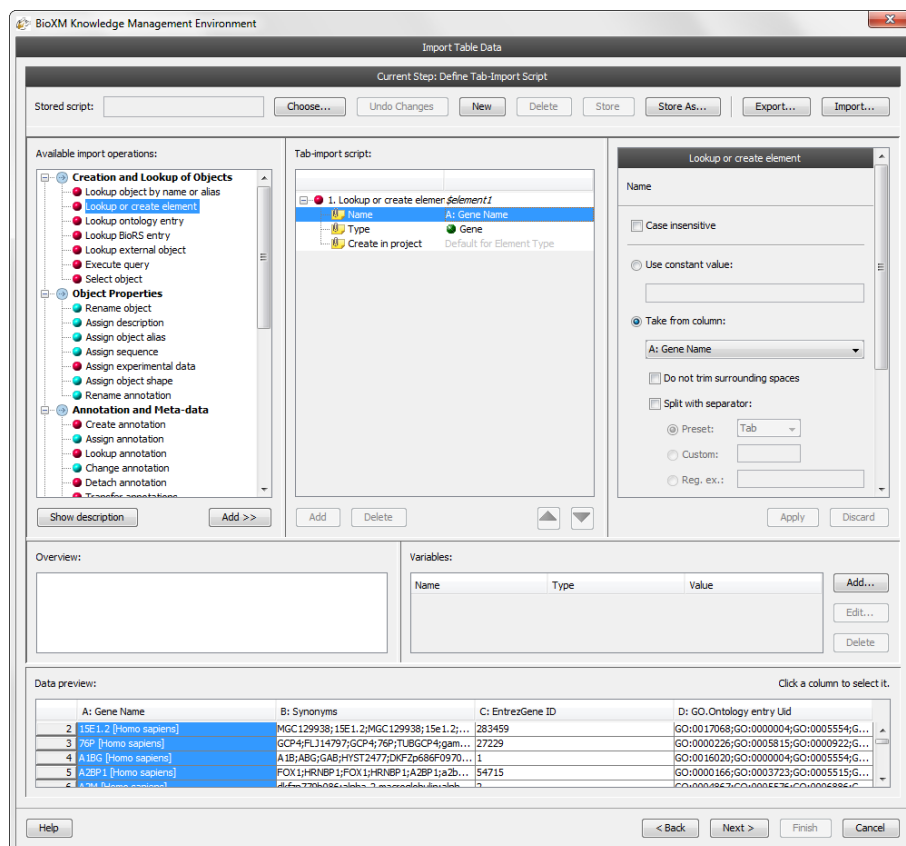 BioXM Knowledge Management Environment
Import Table Data
Current Step: Define Tab-Import Script
Stored script:
Choose...
Undo Changes
New
Delete
Store
Store As...
Export...
Import...
Available import operations:
Creation and Lookup of Objects
Lookup object by name or alias
Lookup or create element
Lookup ontology entry
Lookup BioRS entry
Lookup external object
Execute query
Select object
Object Properties
Rename object
Assign description
Assign object alias
Assign sequence
Assign experimental data
Assign object shape
Rename annotation
Annotation and Meta-data
Create annotation
Assign annotation
Lookup annotation
Change annotation
Detach annotation
Transfer annotations
Show description
Add >>
Tab-import script:
1. Lookup or create elemer $element1
Name A: Gene Name
Type Gene
Create in project Default for Element Type
Add
Delete
Lookup or create element
Name
Case insensitive
Use constant value:
Take from column:
A: Gene Name
Do not trim surrounding spaces
Split with separator:
Preset: Tab
Custom:
Reg. ex.:
Apply
Discard
Overview:
Variables:
Name Type Value
Add...
Edit...
Delete
Data preview:
Click a column to select it.
A: Gene Name B: Synonyms C: EntrezGene ID D: GO.Ontology entry Uid
2 15E1.2 [Homo sapiens] MGC129938;15E1.2;MGC129938;15e1.2;... 283459 GO:0017068;GO:0000004;GO:0005554;G...
3 76P [Homo sapiens] GCP4;FLJ14797;GCP4;76P;TUBGCP4;gam... 27229 GO:0000226;GO:0005815;GO:0000922;G...
4 A1BG [Homo sapiens] A1B;ABG;GAB;HYST2477;DKFZp686F0970... 1 GO:0016020;GO:0000004;GO:0005554;G...
5 A2BP1 [Homo sapiens] FOX1;HRNBP1;FOX1;HRNBP1;A2BP1;a2b... 54715 GO:0000166;GO:0003723;GO:0005515;G...
6 A2M [Homo sapiens]
Help
< Back
Next >
Finish
Cancel